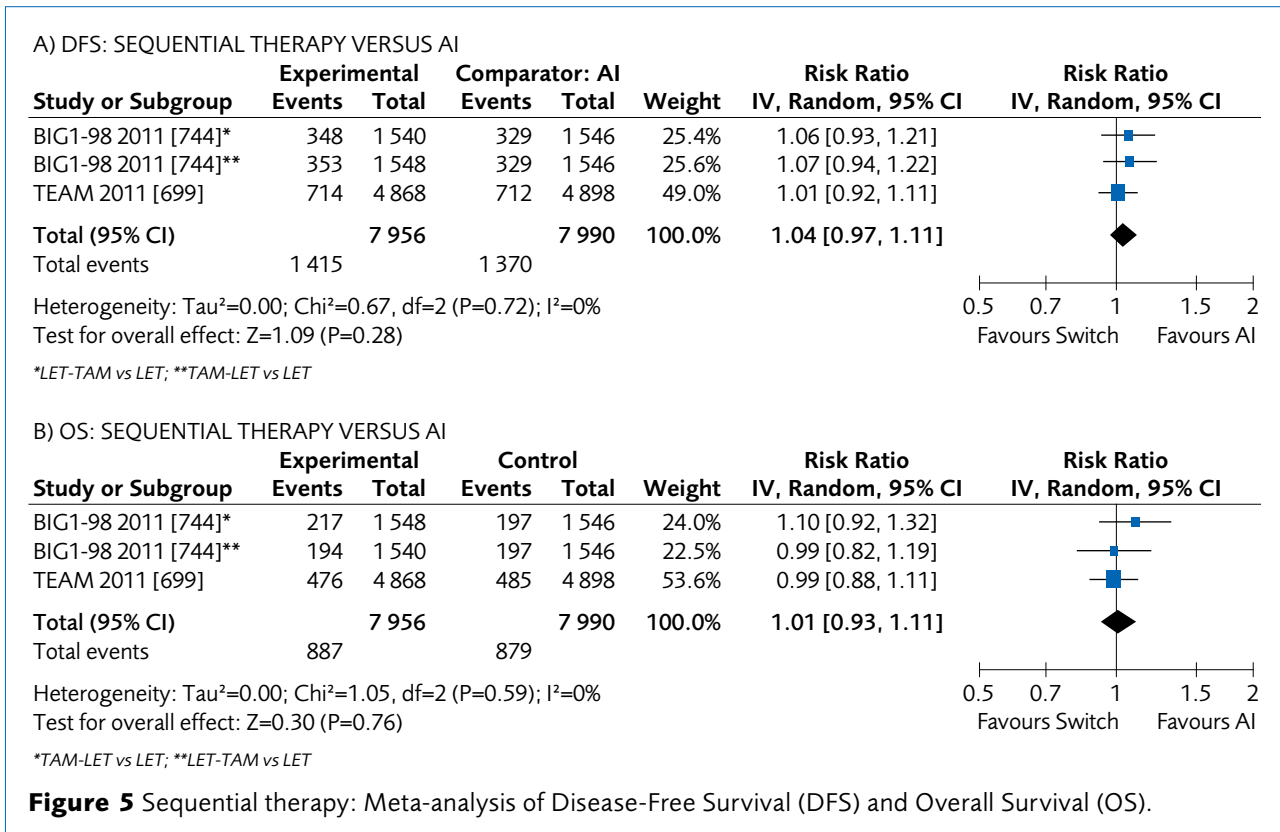 A) DFS: SEQUENTIAL THERAPY VERSUS AI
Experimental Comparator: AI Risk Ratio Risk Ratio
Study or Subgroup Events Total Events Total Weight IV, Random, 95% CI IV, Random, 95% CI
BIG1-98 2011 [744]* 348 1 540 329 1 546 25.4% 1.06 [0.93, 1.21]
BIG1-98 2011 [744]** 353 1 548 329 1 546 25.6% 1.07 [0.94, 1.22]
TEAM 2011 [699] 714 4 868 712 4 898 49.0% 1.01 [0.92, 1.11]
Total (95% CI) 7 956 7 990 100.0% 1.04 [0.97, 1.11]
Total events 1 415 1 370
Heterogeneity: Tau²=0.00; Chi²=0.67, df=2 (P=0.72); I²=0% 0.5 0.7 1 1.5 2
Test for overall effect: Z=1.09 (P=0.28) Favours Switch Favours AI
*LET-TAM vs LET; **TAM-LET vs LET
B) OS: SEQUENTIAL THERAPY VERSUS AI
Experimental Control Risk Ratio Risk Ratio
Study or Subgroup Events Total Events Total Weight IV, Random, 95% CI IV, Random, 95% CI
BIG1-98 2011 [744]* 217 1 548 197 1 546 24.0% 1.10 [0.92, 1.32]
BIG1-98 2011 [744]** 194 1 540 197 1 546 22.5% 0.99 [0.82, 1.19]
TEAM 2011 [699] 476 4 868 485 4 898 53.6% 0.99 [0.88, 1.11]
Total (95% CI) 7 956 7 990 100.0% 1.01 [0.93, 1.11]
Total events 887 879
Heterogeneity: Tau²=0.00; Chi²=1.05, df=2 (P=0.59); I²=0% 0.5 0.7 1 1.5 2
Test for overall effect: Z=0.30 (P=0.76) Favours Switch Favours AI
*TAM-LET vs LET; **LET-TAM vs LET
Figure 5 Sequential therapy: Meta-analysis of Disease-Free Survival (DFS) and Overall Survival (OS).